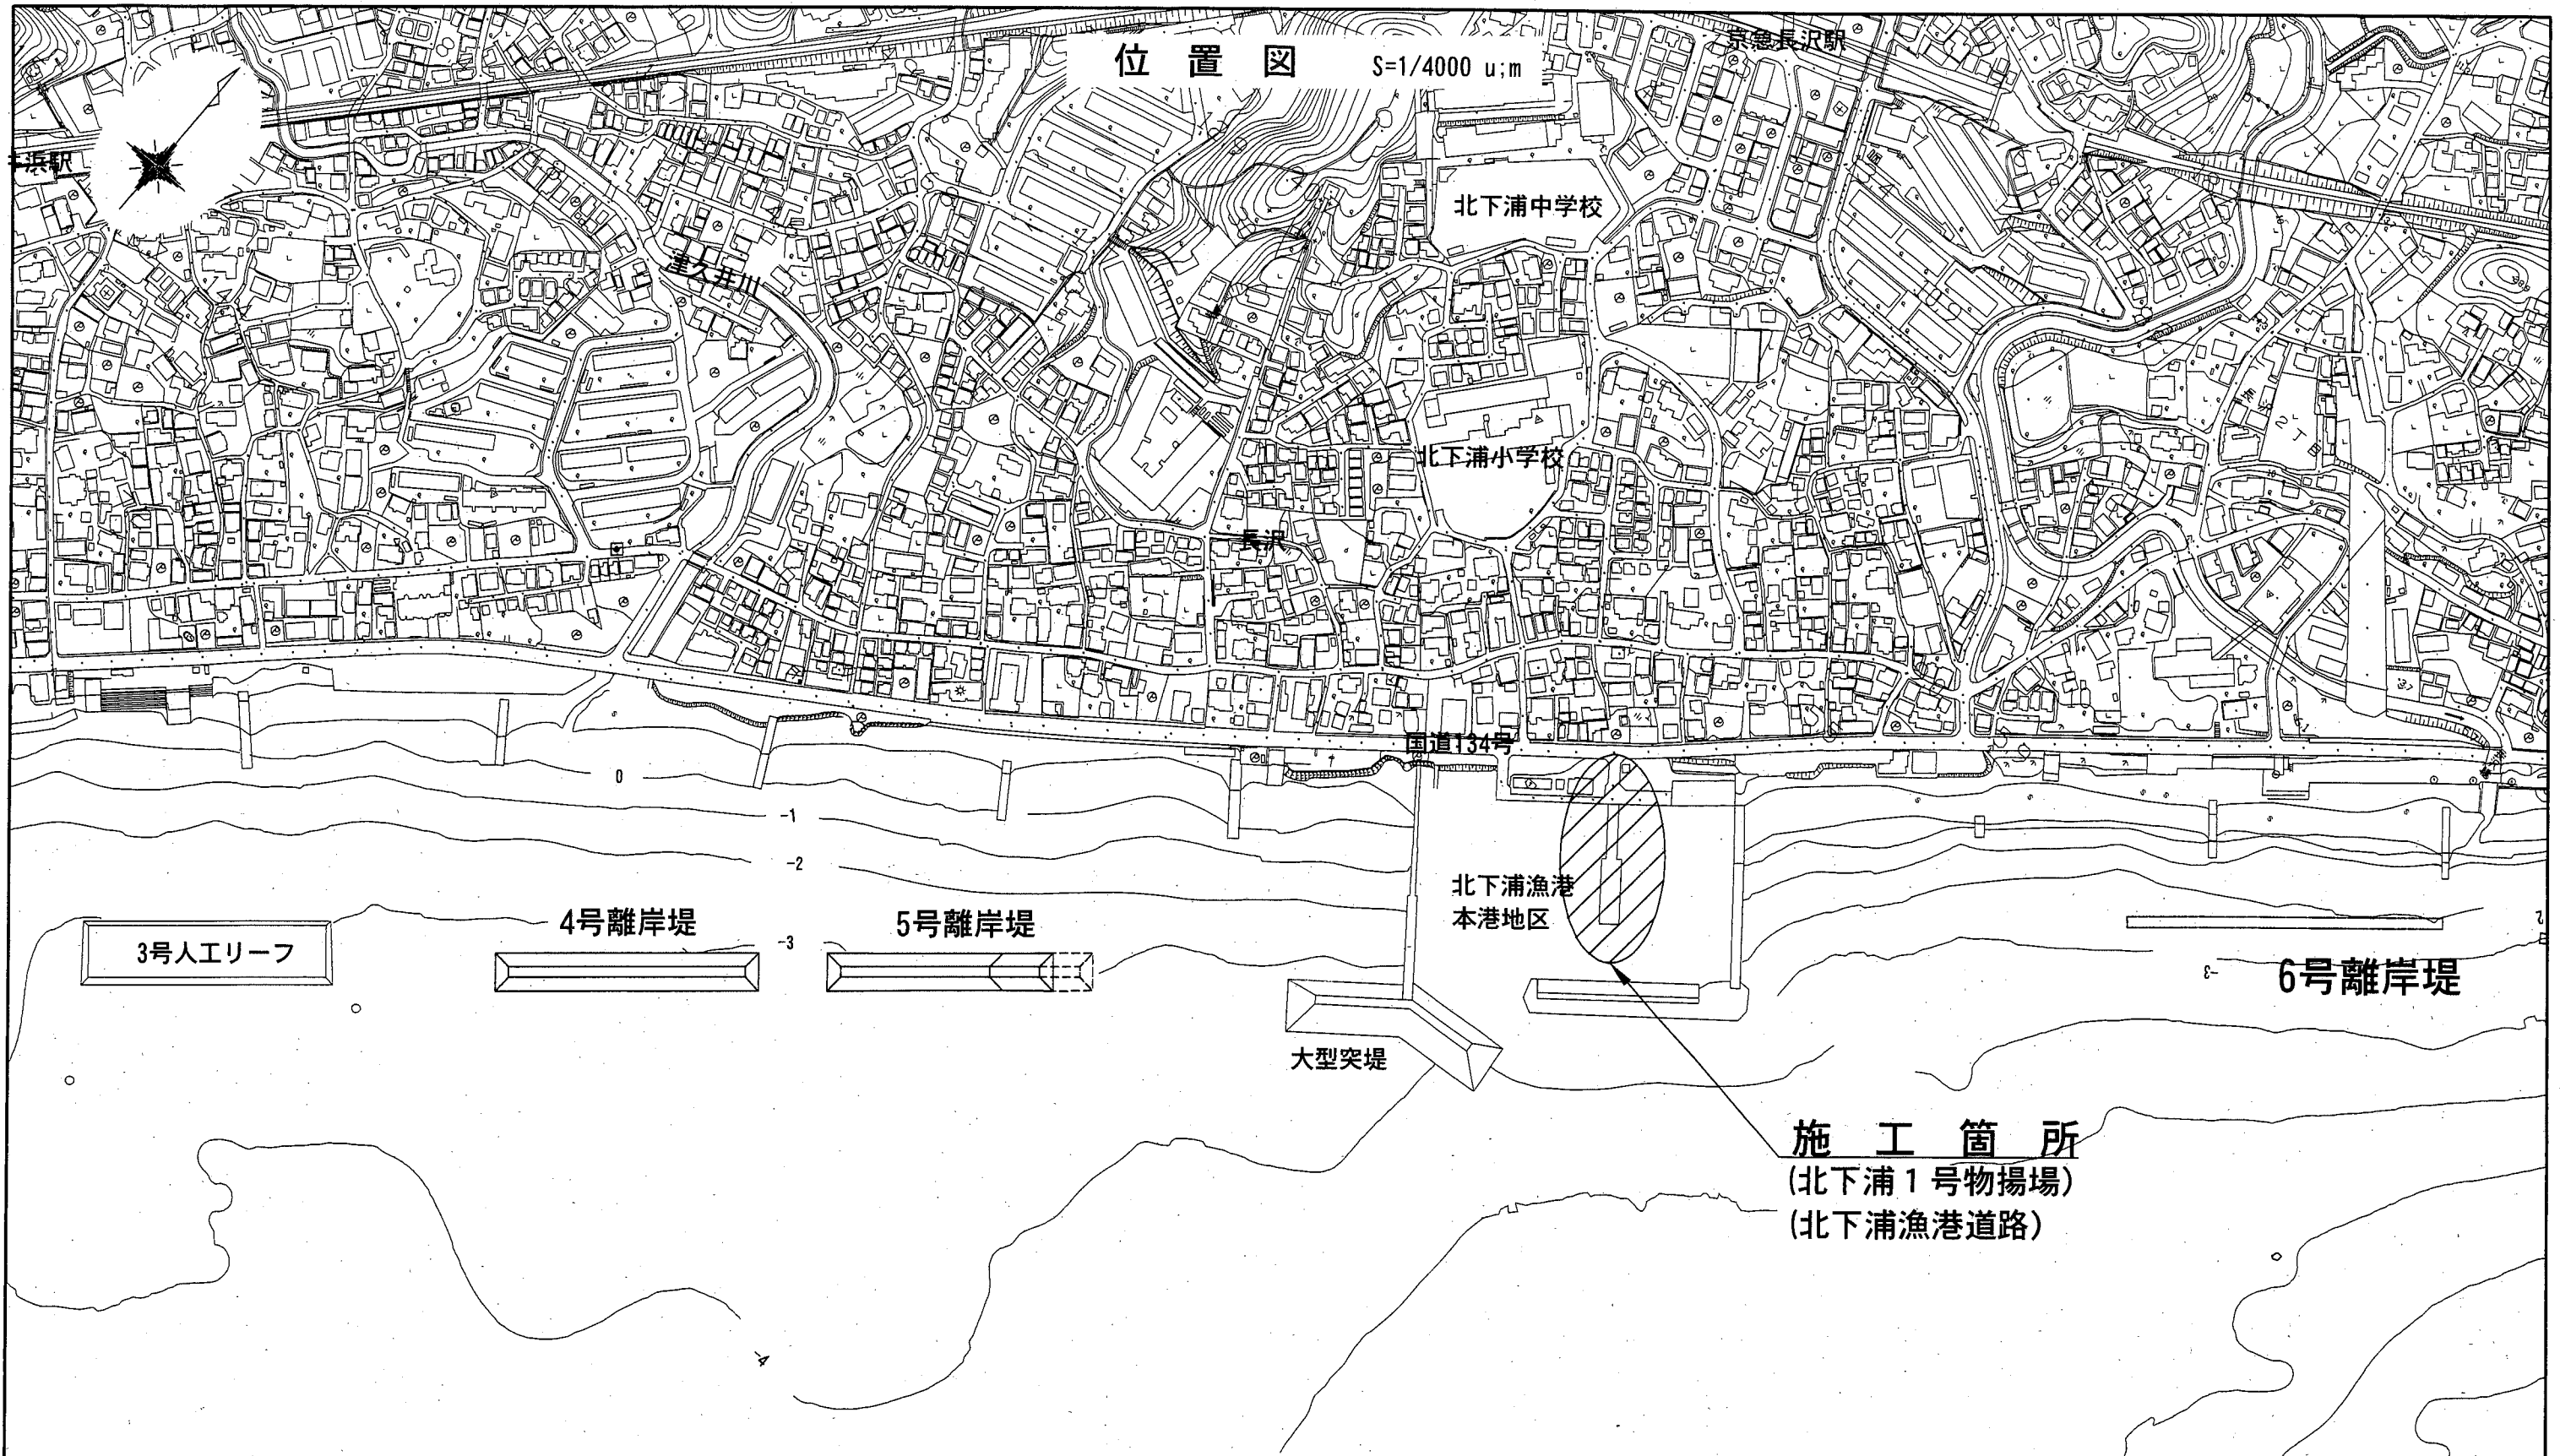 位 置 図 S=1/4000 u;m
京急長沢駅
浜駅
北下浦中学校
津久井川
北下浦小学校
長沢
国道134号
0
-1
-2
-3
北下浦漁港
本港地区
3号人工リーフ
4号離岸堤
5号離岸堤
-3
6号離岸堤
大型突堤
施 工 箇 所
(北下浦1号物揚場)
(北下浦漁港道路)
-4